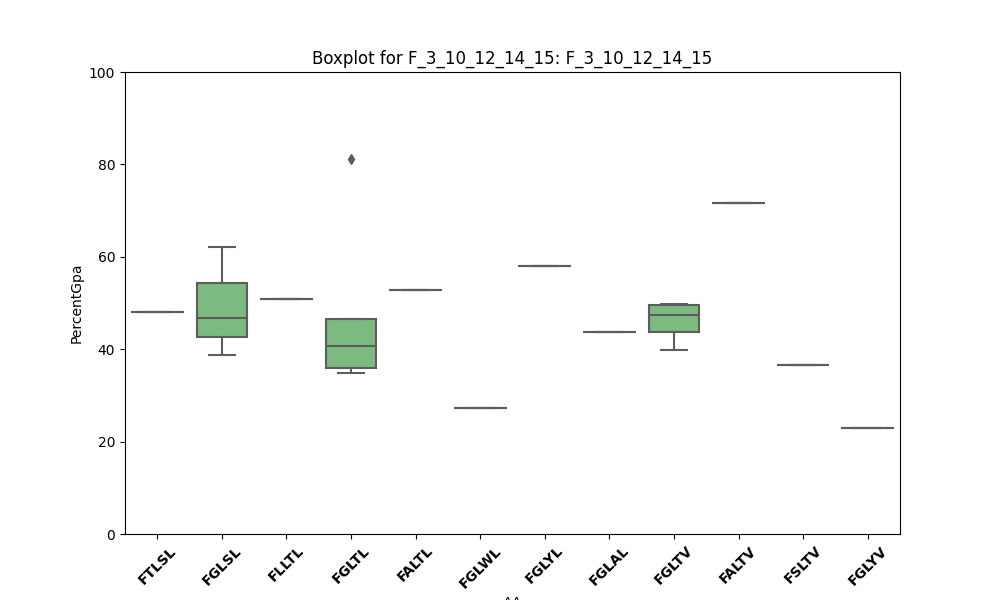 Boxplot for F_3_10_12_14_15: F_3_10_12_14_15
100
80
60
40
20
0
PercentGpa
FTLSL
FGLSL
FLLTL
FGLTL
FALTL
FGLWL
FGLYL
FGLAL
FGLTV
FALTV
FSLTV
FGLYV